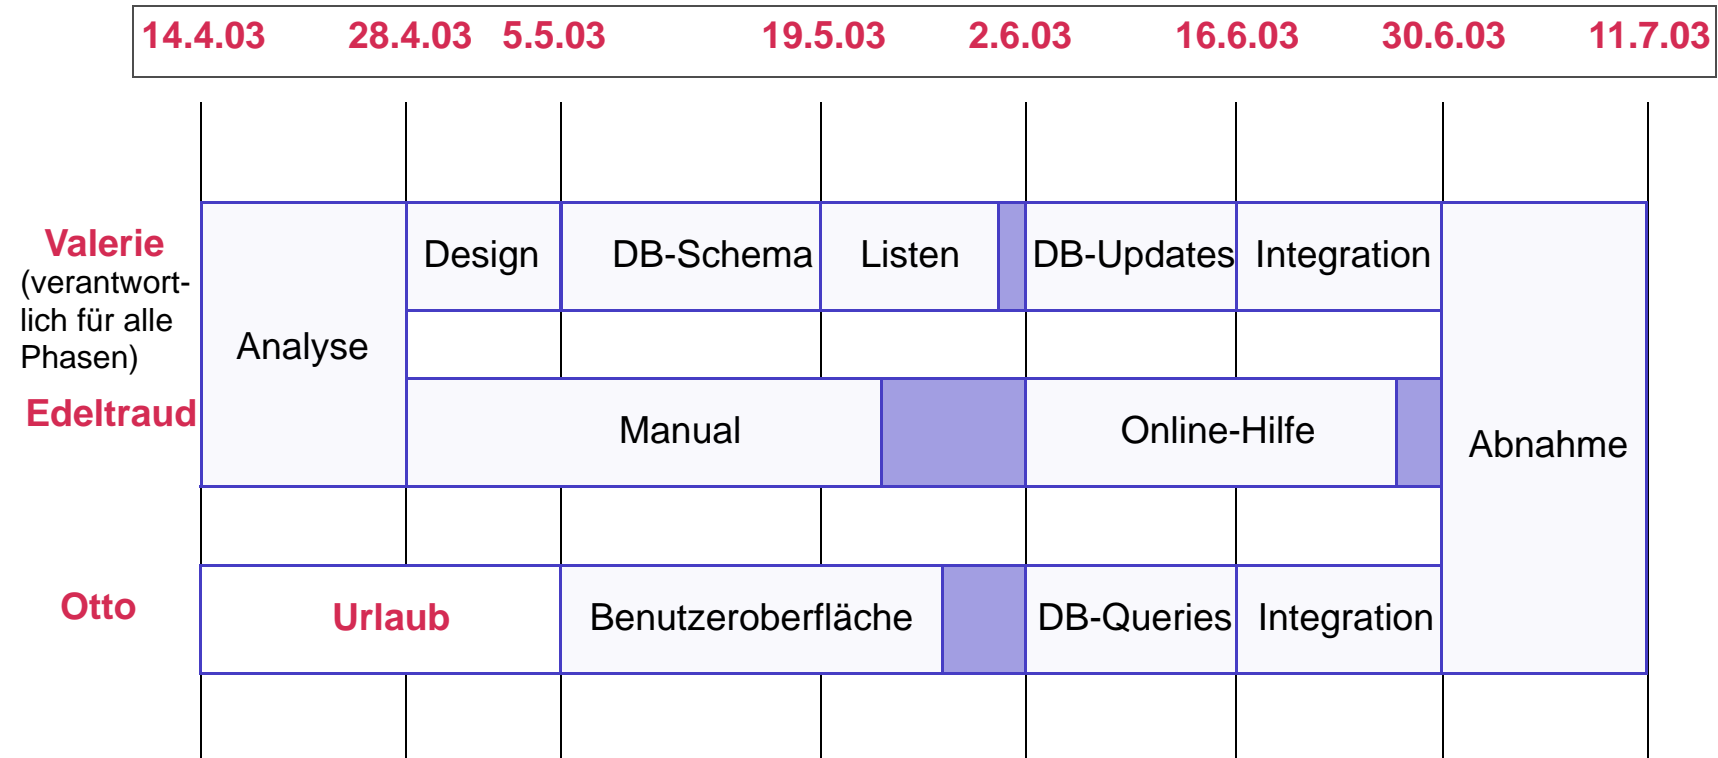 14.4.03 28.4.03 5.5.03 19.5.03 2.6.03 16.6.03 30.6.03 11.7.03
Valerie
(verantwort-
lich für alle
Phasen)
Edeltraud
Otto
Analyse
Design DB-Schema Listen DB-Updates Integration
Manual Online-Hilfe
Abnahme
Urlaub Benutzeroberfläche DB-Queries Integration